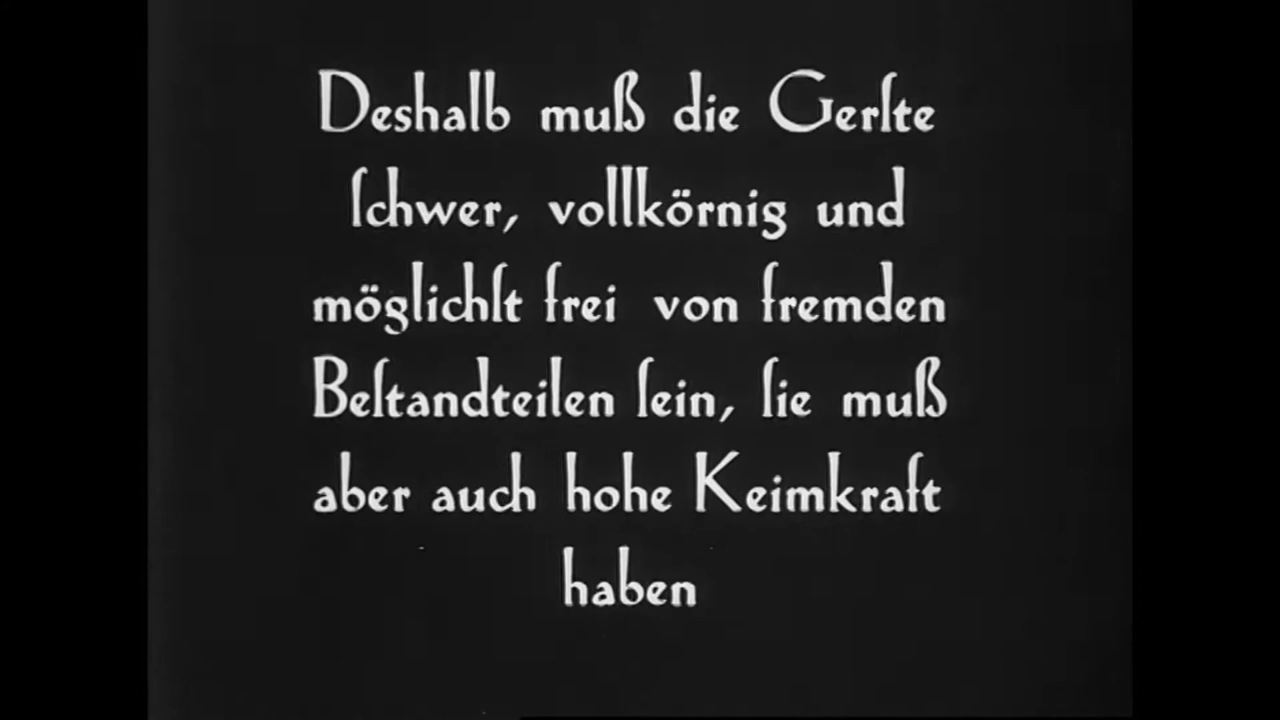 Deshalb muß die Gerſte
ſchwer, vollkörnig und
möglichſt frei von fremden
Beſtandteilen ſein, ſie muß
aber auch hohe Keimkraft
haben